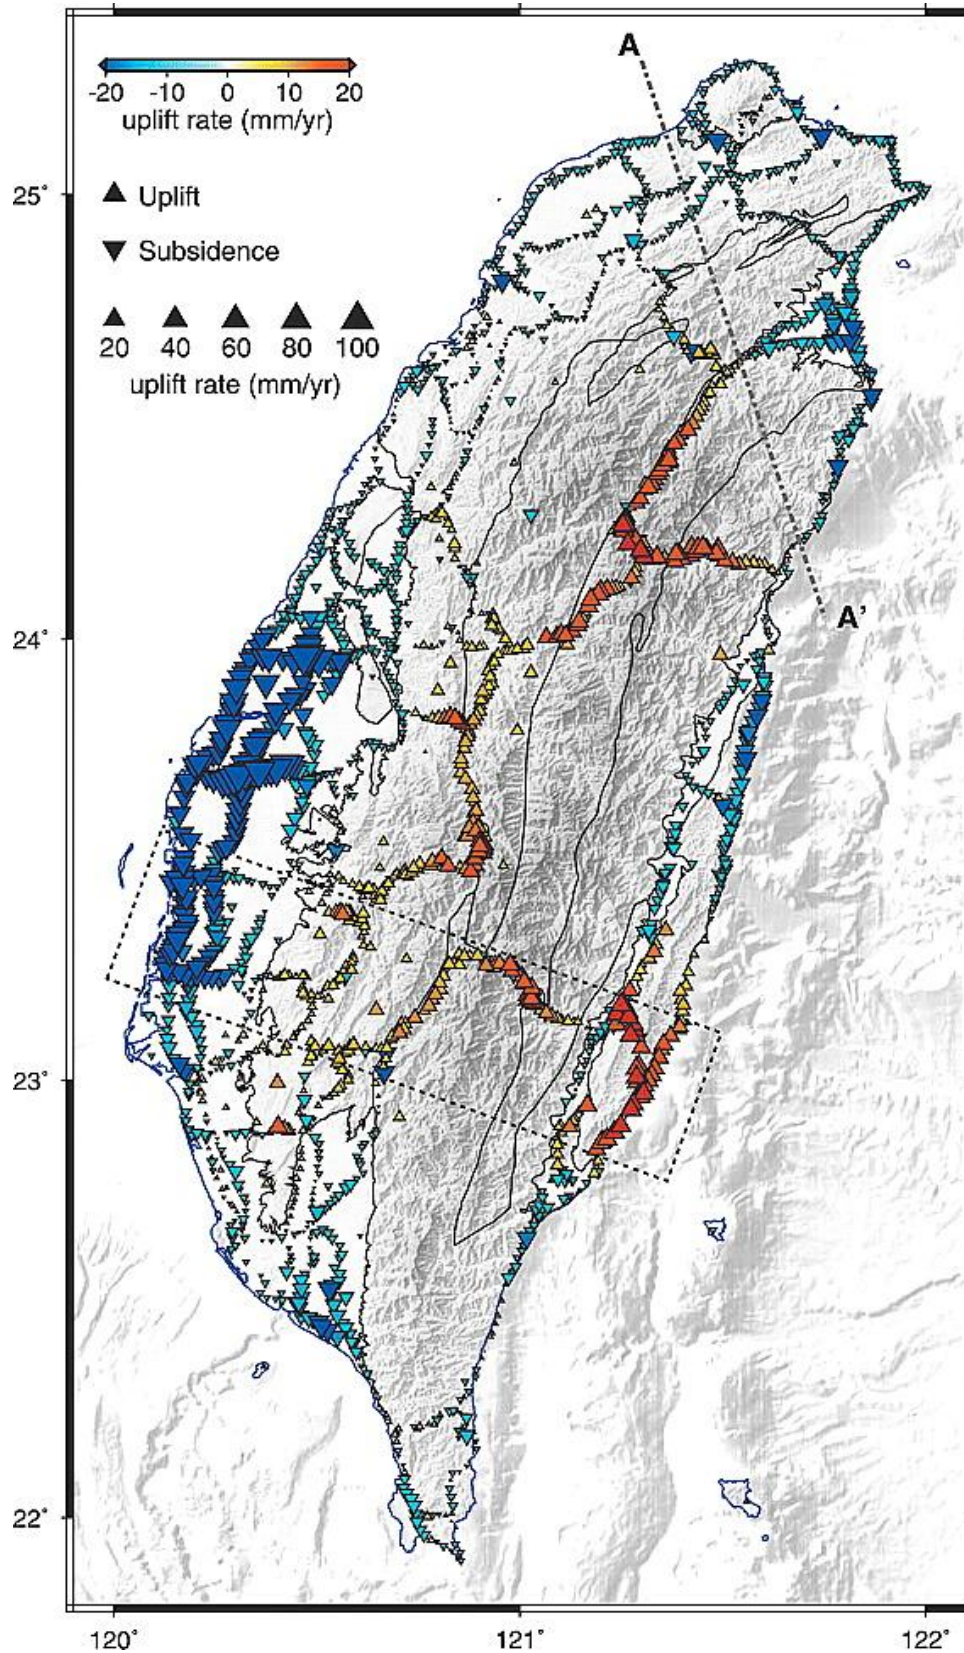 A
-20 -10 0 10 20
uplift rate (mm/yr)
25°
Uplift
Subsidence
20 40 60 80 100
uplift rate (mm/yr)
A'
24°
23°
22°
120° 121° 122°